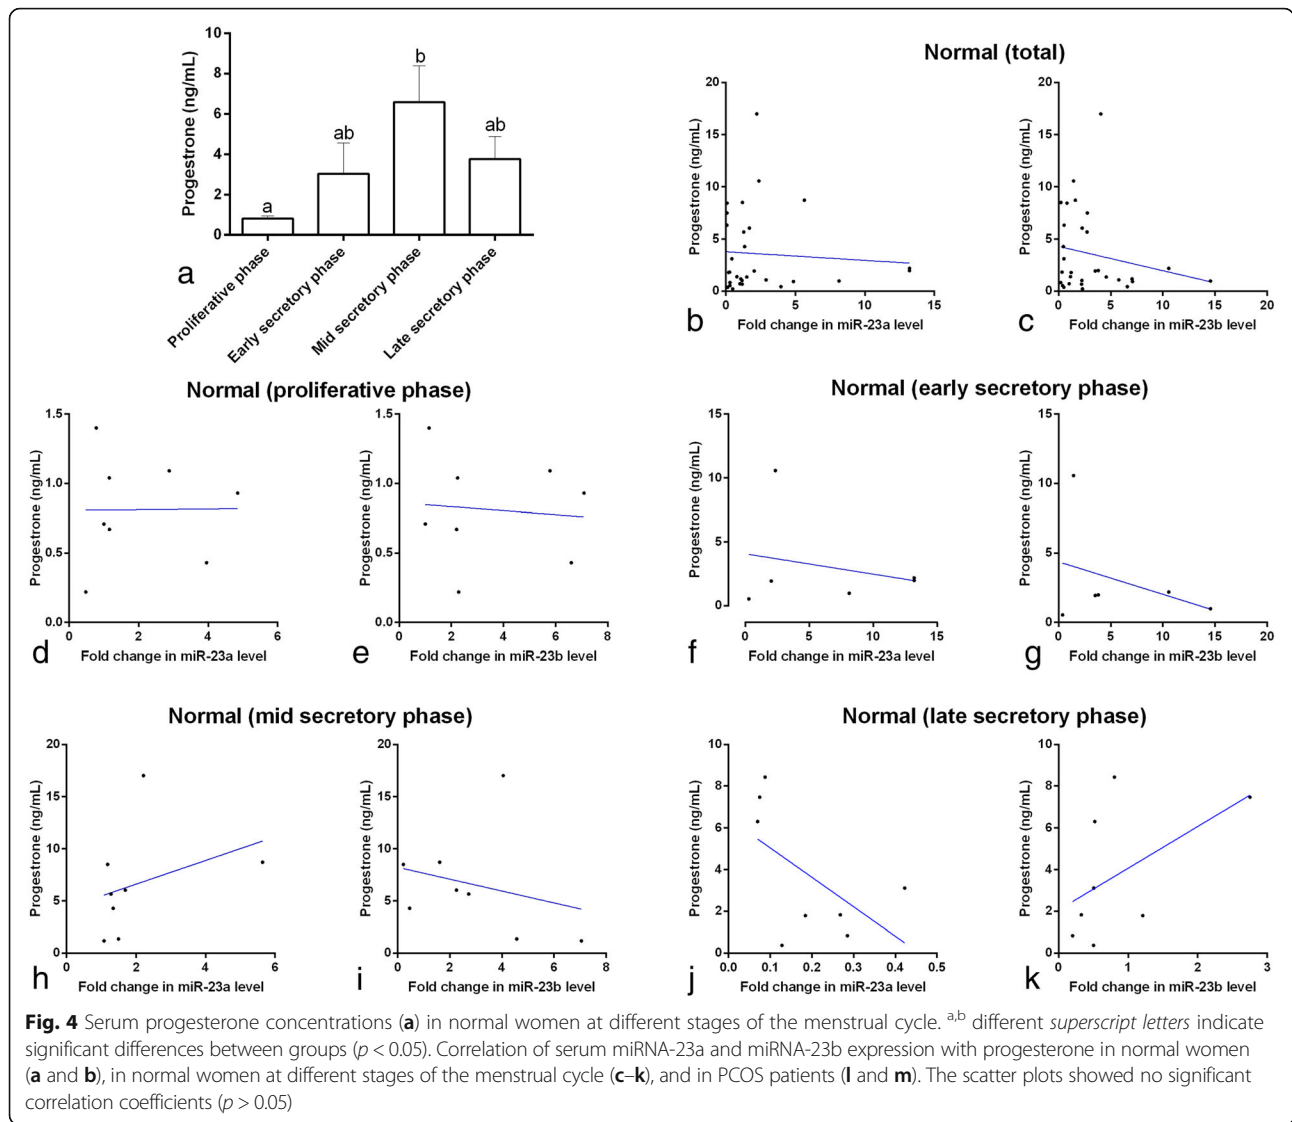 10
8
6
4
2
0
Progestrone (ng/mL)
a
ab
b
ab
Proliferative phase
Early secretory phase
Mid secretory phase
Late secretory phase
a
Normal (total)
20
15
10
5
0
Progestrone (ng/mL)
0 5 10 15
b
Fold change in miR-23a level
20
15
10
5
0
Progestrone (ng/mL)
0 5 10 15 20
c
Fold change in miR-23b level
Normal (proliferative phase)
1.5
1.0
0.5
0.0
Progestrone (ng/mL)
0 2 4 6
d
Fold change in miR-23a level
1.5
1.0
0.5
0.0
Progestrone (ng/mL)
0 2 4 6 8
e
Fold change in miR-23b level
Normal (early secretory phase)
15
10
5
0
Progestrone (ng/mL)
0 5 10 15
f
Fold change in miR-23a level
15
10
5
0
Progestrone (ng/mL)
0 5 10 15 20
g
Fold change in miR-23b level
Normal (mid secretory phase)
20
15
10
5
0
Progestrone (ng/mL)
0 2 4 6
h
Fold change in miR-23a level
20
15
10
5
0
Progestrone (ng/mL)
0 2 4 6 8
i
Fold change in miR-23b level
Normal (late secretory phase)
10
8
6
4
2
0
Progestrone (ng/mL)
0.0 0.1 0.2 0.3 0.4 0.5
j
Fold change in miR-23a level
10
8
6
4
2
0
Progestrone (ng/mL)
0 1 2 3
k
Fold change in miR-23b level
Fig. 4 Serum progesterone concentrations (a) in normal women at different stages of the menstrual cycle. a,b different superscript letters indicate
significant differences between groups (p < 0.05). Correlation of serum miRNA-23a and miRNA-23b expression with progesterone in normal women
(a and b), in normal women at different stages of the menstrual cycle (c–k), and in PCOS patients (l and m). The scatter plots showed no significant
correlation coefficients (p > 0.05)